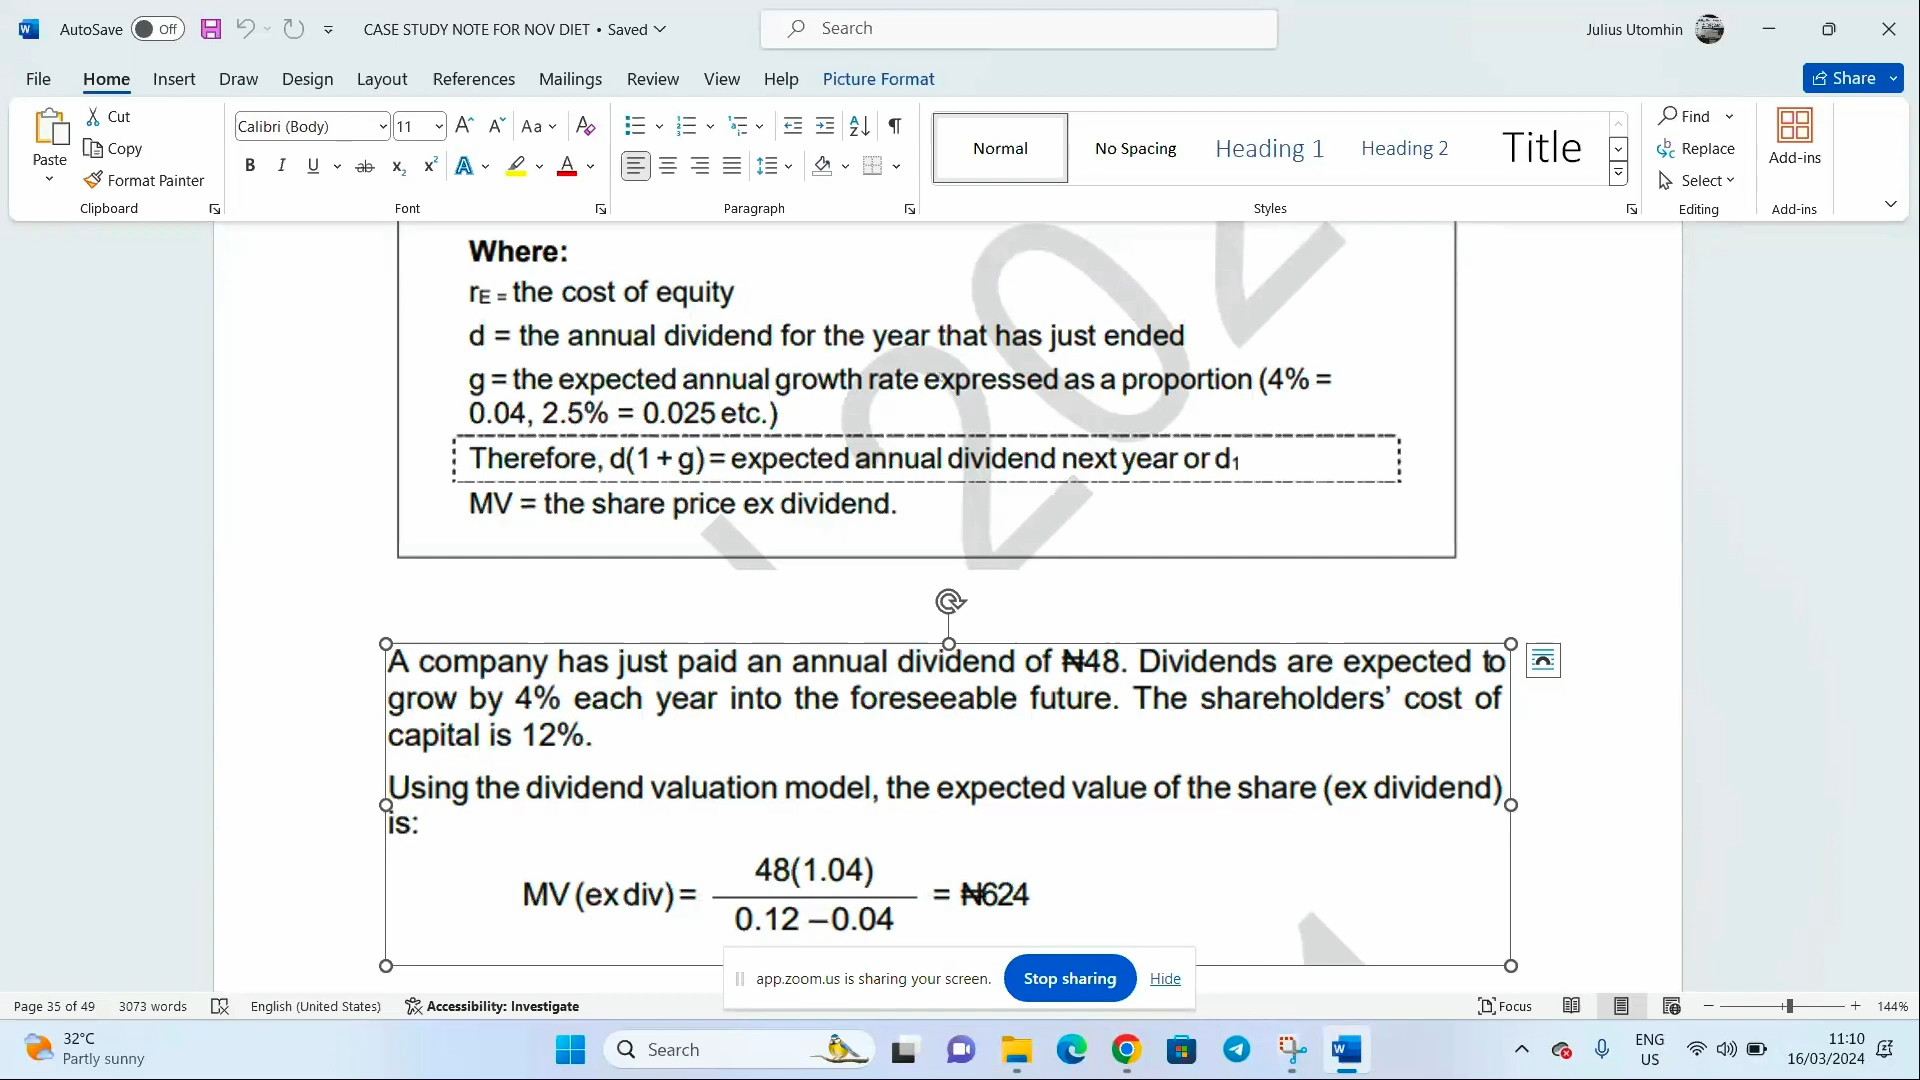 AutoSave Off CASE STUDY NOTE FOR NOV DIET • Saved Search Julius Utomhin
File Home Insert Draw Design Layout References Mailings Review View Help Picture Format Share
Paste Cut Copy Format Painter Clipboard
Calibri (Body) 11 Aa Font
Paragraph
Normal No Spacing Heading 1 Heading 2 Title Styles
Find Replace Select Editing
Add-ins Add-ins
Where:
rE = the cost of equity
d = the annual dividend for the year that has just ended
g = the expected annual growth rate expressed as a proportion (4% =
0.04, 2.5% = 0.025 etc.)
Therefore, d(1 + g) = expected annual dividend next year or d₁
MV = the share price ex dividend.
A company has just paid an annual dividend of ₦48. Dividends are expected to
grow by 4% each year into the foreseeable future. The shareholders’ cost of
capital is 12%.
Using the dividend valuation model, the expected value of the share (ex dividend)
is:
48(1.04)
MV (ex div) = = ₦624
0.12 – 0.04
app.zoom.us is sharing your screen. Stop sharing Hide
Page 35 of 49 3073 words English (United States) Accessibility: Investigate Focus 144%
32°C
Partly sunny
Search
ENG
US
11:10
16/03/2024